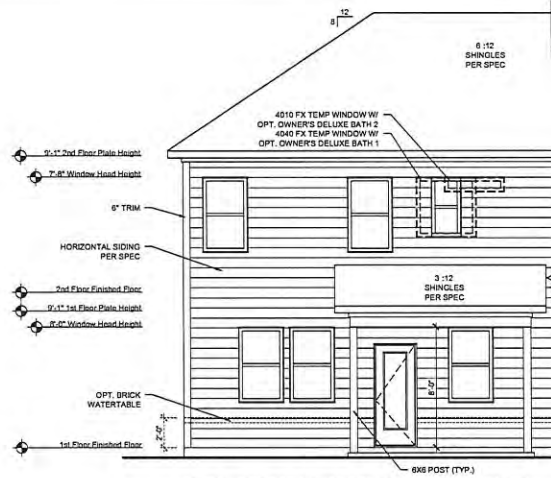 12
8
6 :12
SHINGLES
PER SPEC
4010 FX TEMP WINDOW W/
OPT. OWNER'S DELUXE BATH 2
4040 FX TEMP WINDOW W/
OPT. OWNER'S DELUXE BATH 1
9'-1" 2nd Floor Plate Height
7'-8" Window Head Height
6" TRIM
HORIZONTAL SIDING
PER SPEC
2nd Floor Finished Floor
9'-1" 1st Floor Plate Height
8'-0" Window Head Height
3 :12
SHINGLES
PER SPEC
8'-0"
OPT. BRICK
WATERTABLE
2'-0"
1st Floor Finished Floor
6X6 POST (TYP.)